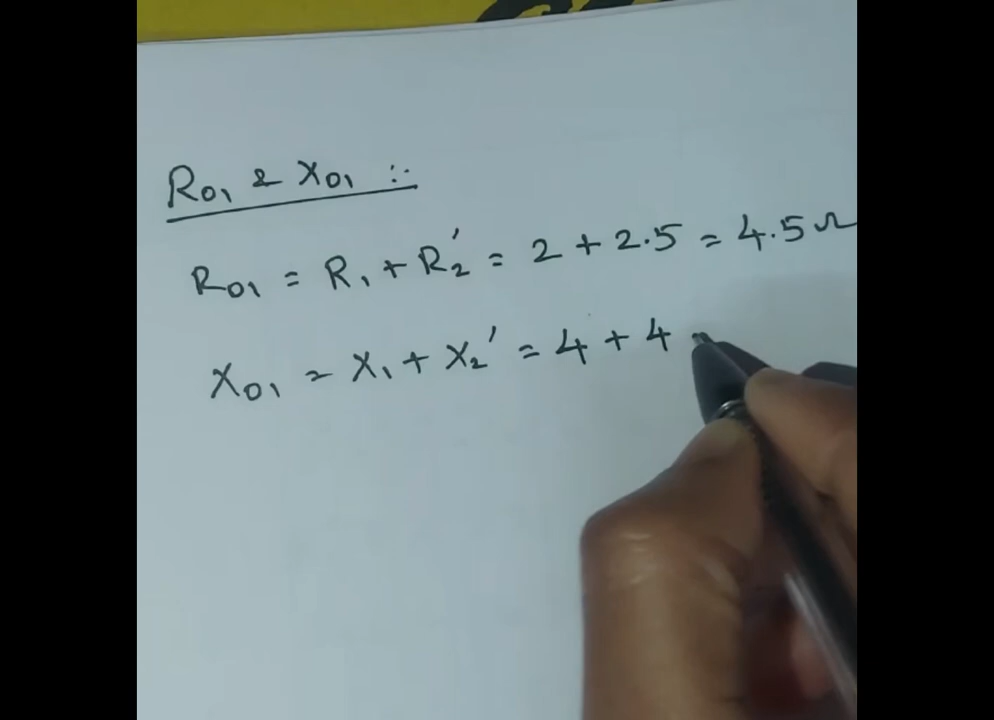 R01 & X01 :-
R01 = R1 + R2' = 2 + 2.5 = 4.5 Ω
X01 = X1 + X2' = 4 + 4